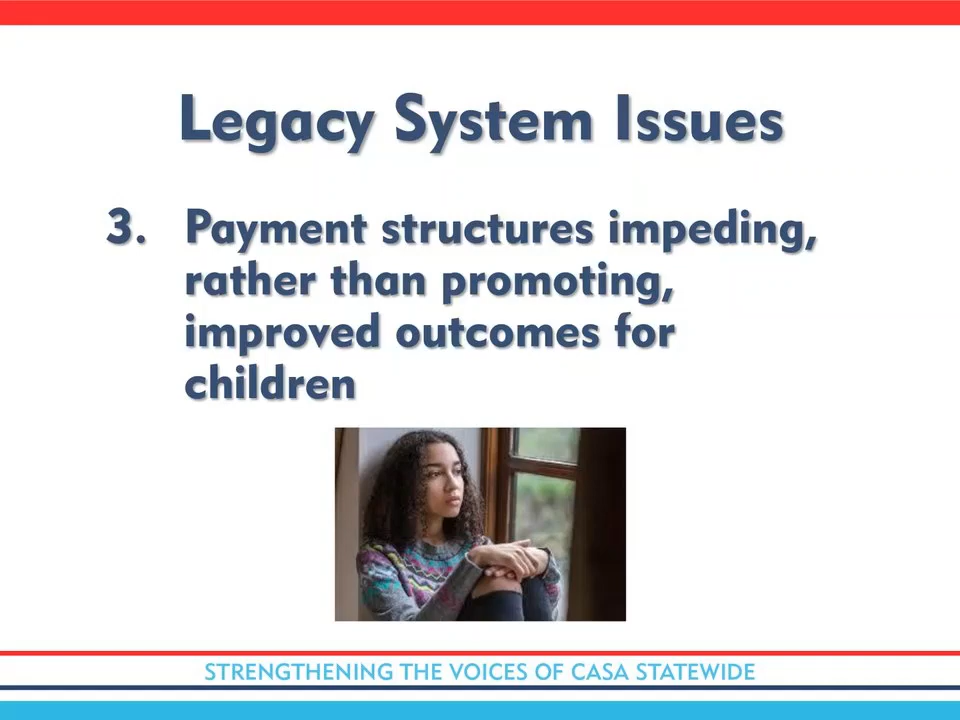 Legacy System Issues
3. Payment structures impeding,
rather than promoting,
improved outcomes for
children
STRENGTHENING THE VOICES OF CASA STATEWIDE